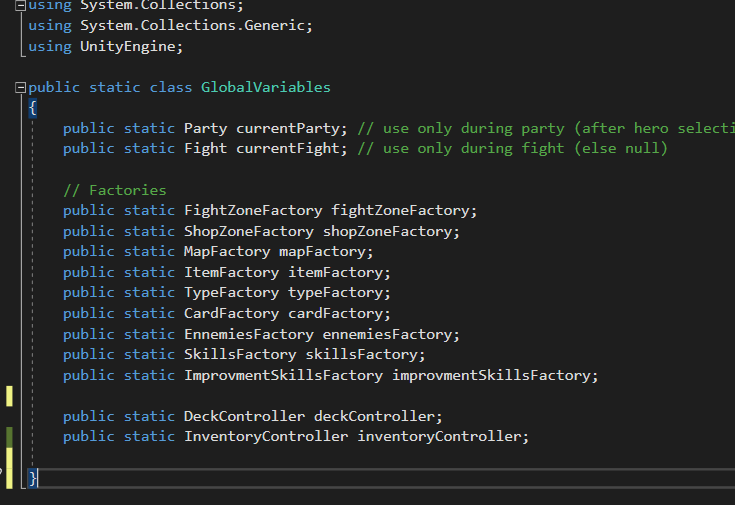 using System.Collections;
using System.Collections.Generic;
using UnityEngine;
public static class GlobalVariables
{
public static Party currentParty; // use only during party (after hero selecti
public static Fight currentFight; // use only during fight (else null)
// Factories
public static FightZoneFactory fightZoneFactory;
public static ShopZoneFactory shopZoneFactory;
public static MapFactory mapFactory;
public static ItemFactory itemFactory;
public static TypeFactory typeFactory;
public static CardFactory cardFactory;
public static EnnemiesFactory ennemiesFactory;
public static SkillsFactory skillsFactory;
public static ImprovmentSkillsFactory improvmentSkillsFactory;
public static DeckController deckController;
public static InventoryController inventoryController;
}